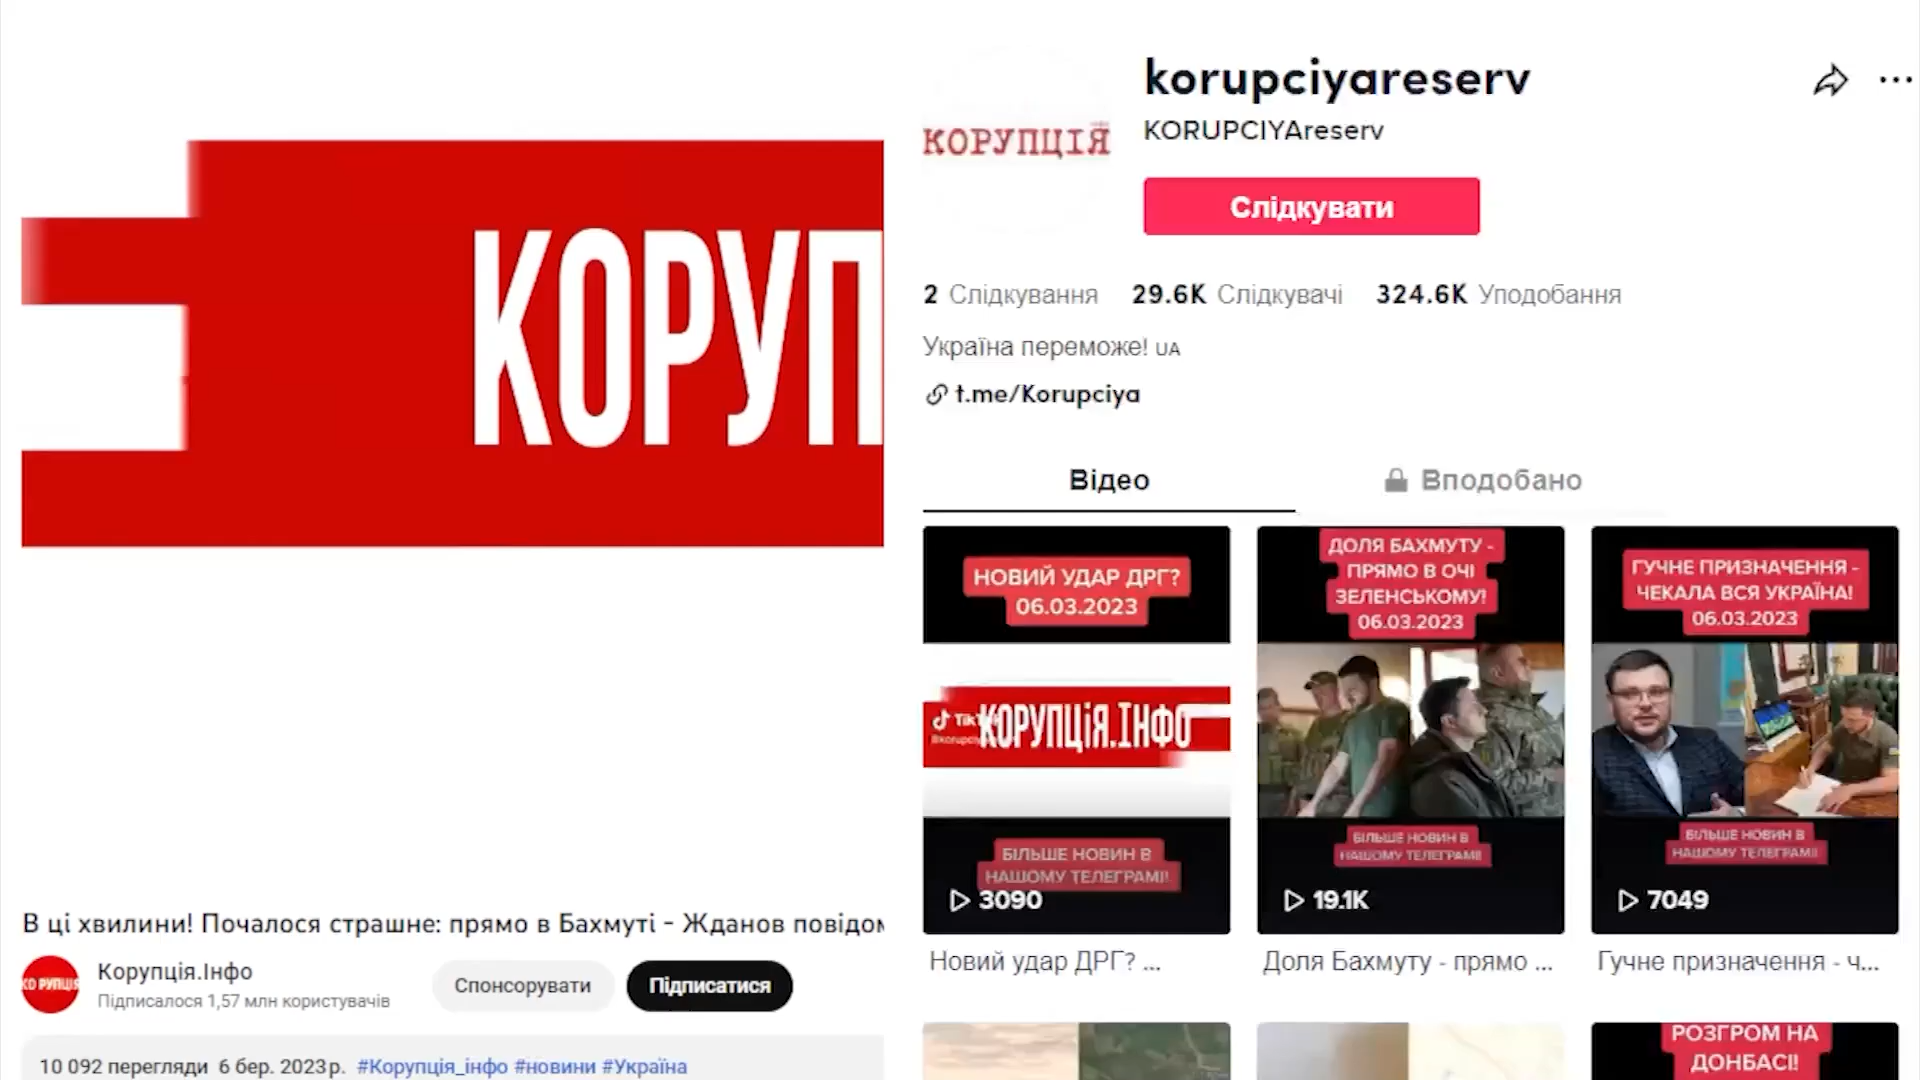 КОРУП
В ці хвилини! Почалося страшне: прямо в Бахмуті - Жданов повідом
КОРУПЦІЯ
Корупція.Інфо
Підписалося 1,57 млн користувачів
Спонсорувати
Підписатися
10 092 перегляди 6 бер. 2023 р. #Корупція_інфо #новини #Україна
КОРУПЦІЯ
korupciyareserv
KORUPCIYAreserv
Слідкувати
2 Слідкування 29.6K Слідкувачі 324.6K Уподобання
Україна переможе! UA
t.me/Korupciya
Відео
Вподобано
НОВИЙ УДАР ДРГ?
06.03.2023
КОРУПЦіЯ.ІНФО
БІЛЬШЕ НОВИН В
НАШОМУ ТЕЛЕГРАМІ!
3090
Новий удар ДРГ? ...
ДОЛЯ БАХМУТУ -
ПРЯМО В ОЧІ
ЗЕЛЕНСЬКОМУ!
06.03.2023
БІЛЬШЕ НОВИН В
НАШОМУ ТЕЛЕГРАМІ!
19.1K
Доля Бахмуту - прямо ...
ГУЧНЕ ПРИЗНАЧЕННЯ -
ЧЕКАЛА ВСЯ УКРАЇНА!
06.03.2023
БІЛЬШЕ НОВИН В
НАШОМУ ТЕЛЕГРАМІ!
7049
Гучне призначення - ч...
РОЗГРОМ НА
ДОНБАСІ!